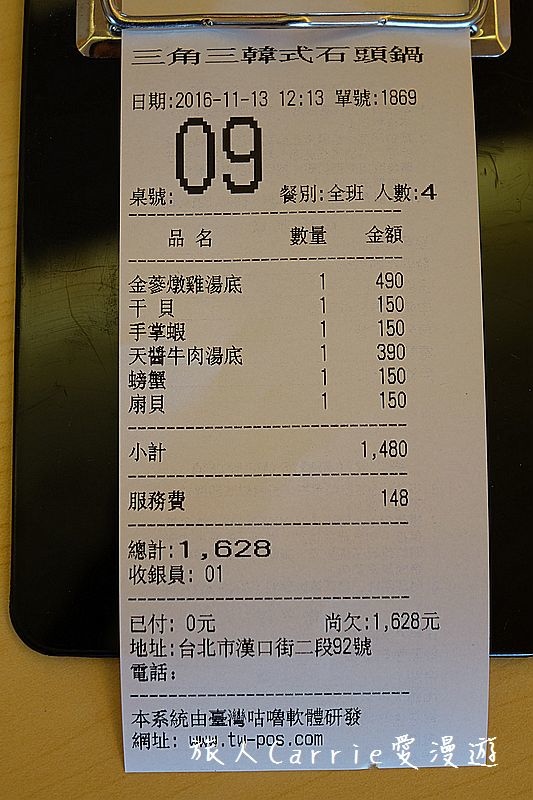 三角三韓式石頭鍋
日期:2016-11-13 12:13 單號:1869
桌號: 09 餐別:全班 人數:4
品 名 數量 金額
金蔘燉雞湯底 1 490
干 貝 1 150
手掌蝦 1 150
天醬牛肉湯底 1 390
螃蟹 1 150
扇貝 1 150
小計 1,480
服務費 148
總計:1,628
收銀員: 01
已付: 0元 尚欠:1,628元
地址:台北市漢口街二段92號
電話:
本系統由臺灣咕嚕軟體研發
網址: www.tw-pos.com
旅人Carrie愛漫遊